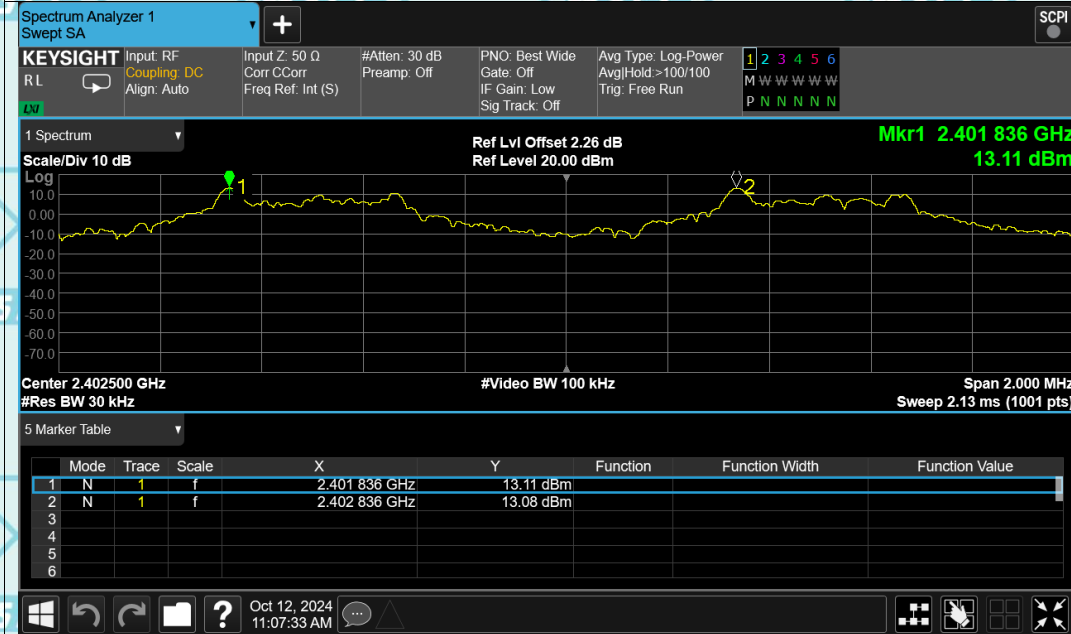 Spectrum Analyzer 1
Swept SA
+
SCPI
KEYSIGHT
R L
LXI
Input: RF
Coupling: DC
Align: Auto
Input Z: 50 Ω
Corr CCorr
Freq Ref: Int (S)
#Atten: 30 dB
Preamp: Off
PNO: Best Wide
Gate: Off
IF Gain: Low
Sig Track: Off
Avg Type: Log-Power
Avg|Hold:>100/100
Trig: Free Run
1 2 3 4 5 6
M W W W W W
P N N N N N
1 Spectrum
Scale/Div 10 dB
Ref Lvl Offset 2.26 dB
Ref Level 20.00 dBm
Mkr1 2.401 836 GHz
13.11 dBm
Log
1
2
10.0
0.00
-10.0
-20.0
-30.0
-40.0
-50.0
-60.0
-70.0
Center 2.402500 GHz
#Video BW 100 kHz
Span 2.000 MHz
#Res BW 30 kHz
Sweep 2.13 ms (1001 pts)
5 Marker Table
Mode Trace Scale X Y Function Function Width Function Value
1 N 1 f 2.401 836 GHz 13.11 dBm
2 N 1 f 2.402 836 GHz 13.08 dBm
3
4
5
6
?
Oct 12, 2024
11:07:33 AM